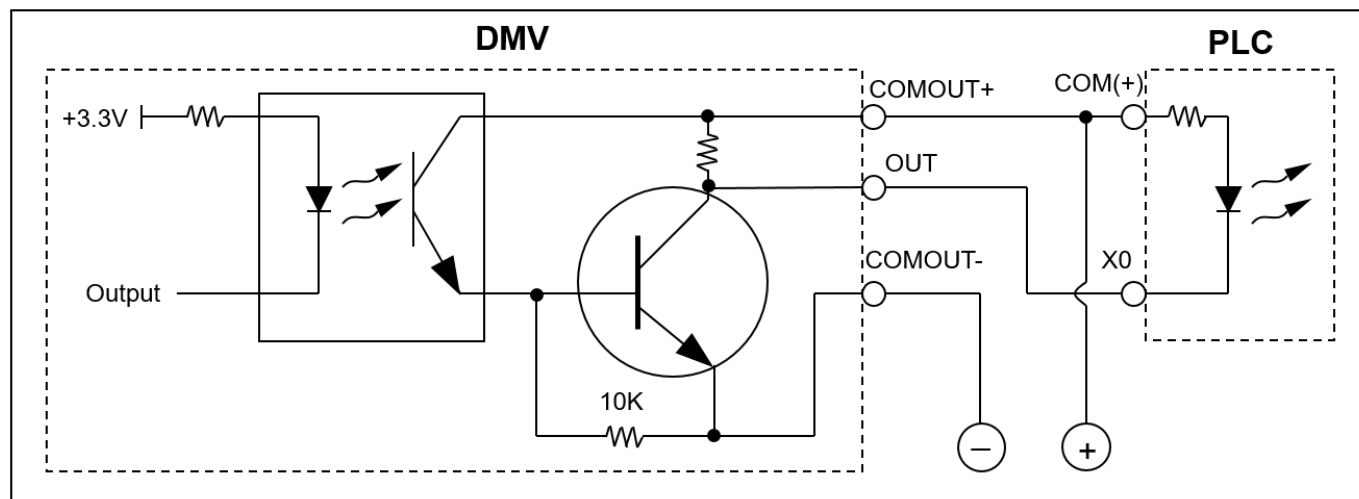 DMV
PLC
COMOUT+
COM(+)
+3.3V
OUT
COMOUT-
X0
Output
10K
−
+